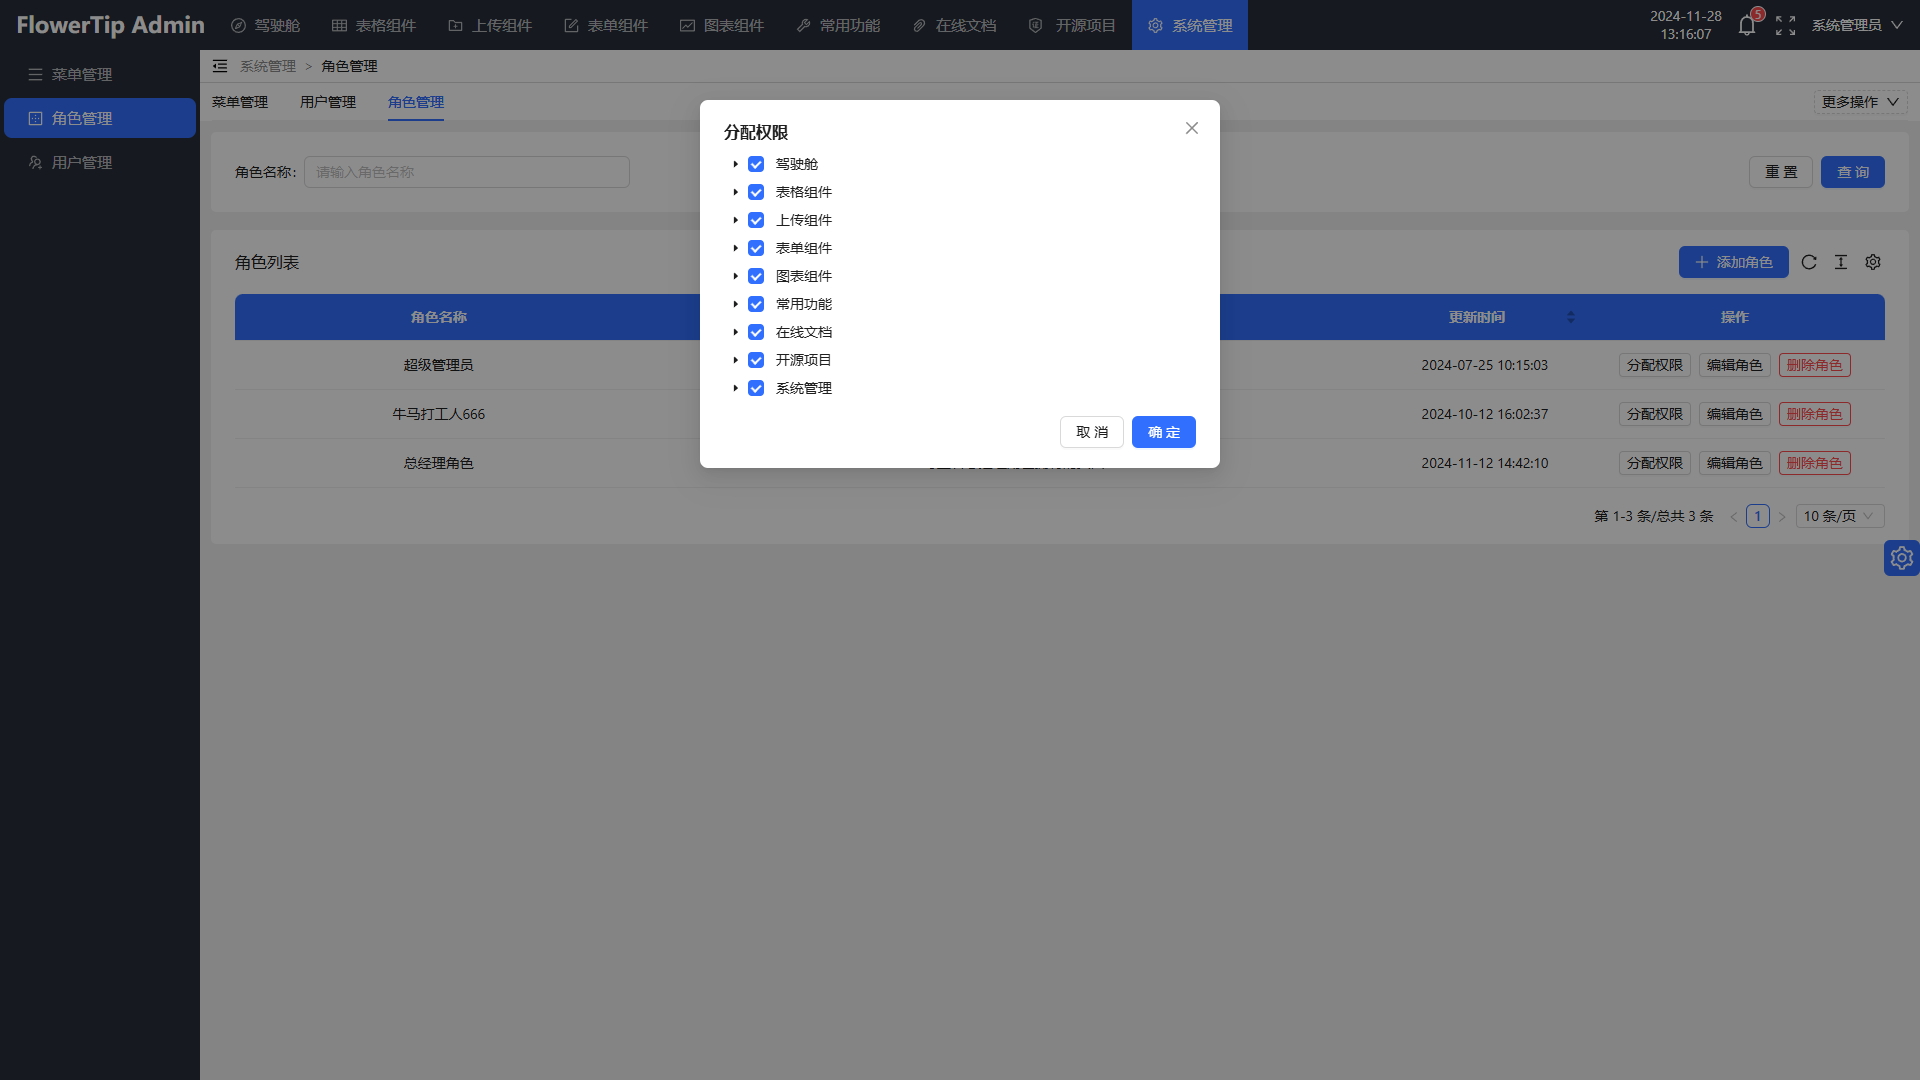 FlowerTip Admin
驾驶舱
表格组件
上传组件
表单组件
图表组件
常用功能
在线文档
开源项目
系统管理
2024-11-28
13:16:07
5
系统管理员
菜单管理
角色管理
用户管理
系统管理 > 角色管理
菜单管理
用户管理
角色管理
更多操作
角色名称:
请输入角色名称
重 置
查 询
角色列表
添加角色
角色名称
更新时间
操作
超级管理员
2024-07-25 10:15:03
分配权限
编辑角色
删除角色
牛马打工人666
2024-10-12 16:02:37
分配权限
编辑角色
删除角色
总经理角色
2024-11-12 14:42:10
分配权限
编辑角色
删除角色
第 1-3 条/总共 3 条
<
1
>
10 条/页
分配权限
驾驶舱
表格组件
上传组件
表单组件
图表组件
常用功能
在线文档
开源项目
系统管理
取 消
确 定